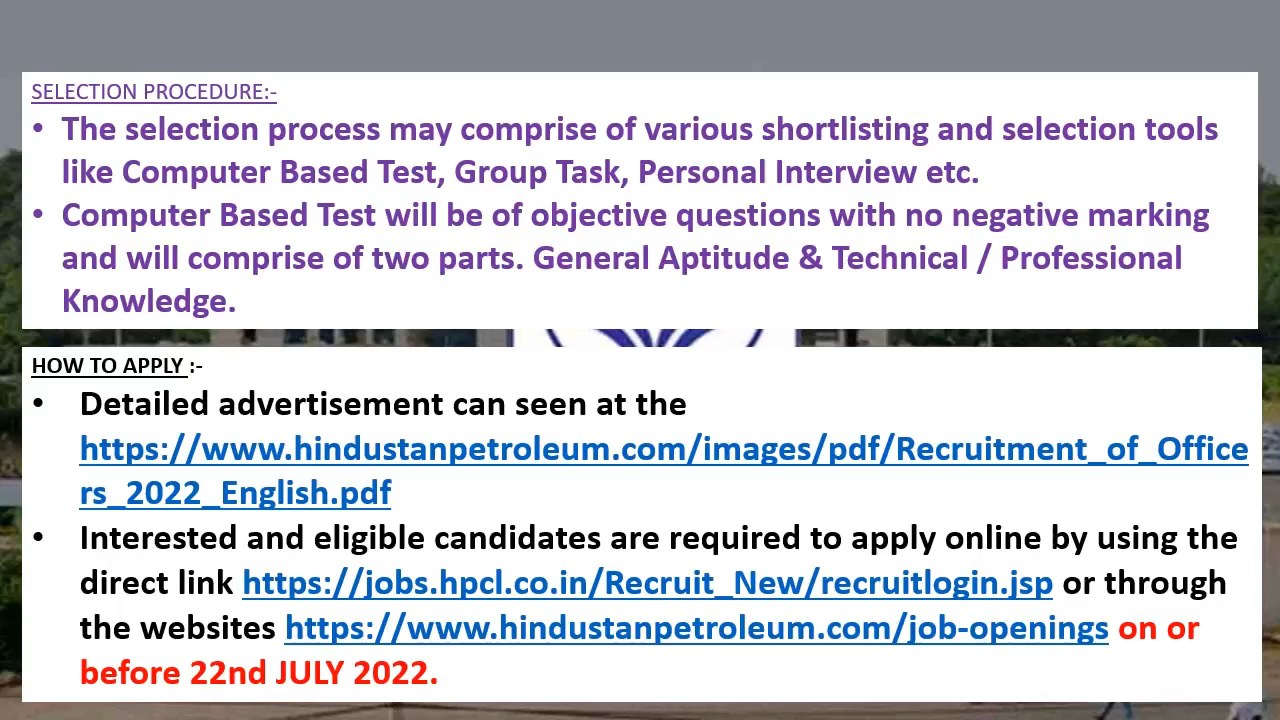 SELECTION PROCEDURE:-
• The selection process may comprise of various shortlisting and selection tools
like Computer Based Test, Group Task, Personal Interview etc.
• Computer Based Test will be of objective questions with no negative marking
and will comprise of two parts. General Aptitude & Technical / Professional
Knowledge.
HOW TO APPLY :-
• Detailed advertisement can seen at the
https://www.hindustanpetroleum.com/images/pdf/Recruitment_of_Office
rs_2022_English.pdf
• Interested and eligible candidates are required to apply online by using the
direct link https://jobs.hpcl.co.in/Recruit_New/recruitlogin.jsp or through
the websites https://www.hindustanpetroleum.com/job-openings on or
before 22nd JULY 2022.